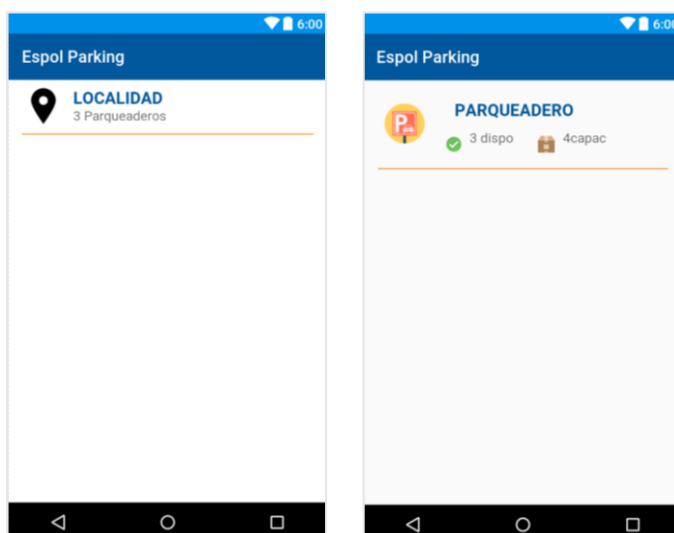 6:00
Espol Parking
LOCALIDAD
3 Parqueaderos
6:00
Espol Parking
P
PARQUEADERO
3 dispo
4capac